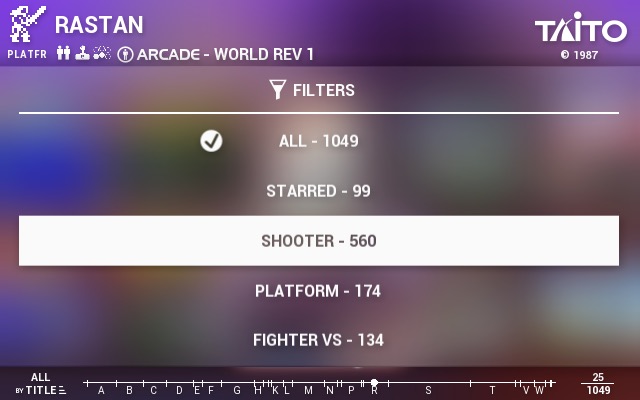 RASTAN
PLATFR
ARCADE - WORLD REV 1
TAITO
© 1987
FILTERS
ALL - 1049
STARRED - 99
SHOOTER - 560
PLATFORM - 174
FIGHTER VS - 134
ALL
BY TITLE
A B C D E F G H K L M N P R S T V W
25
1049